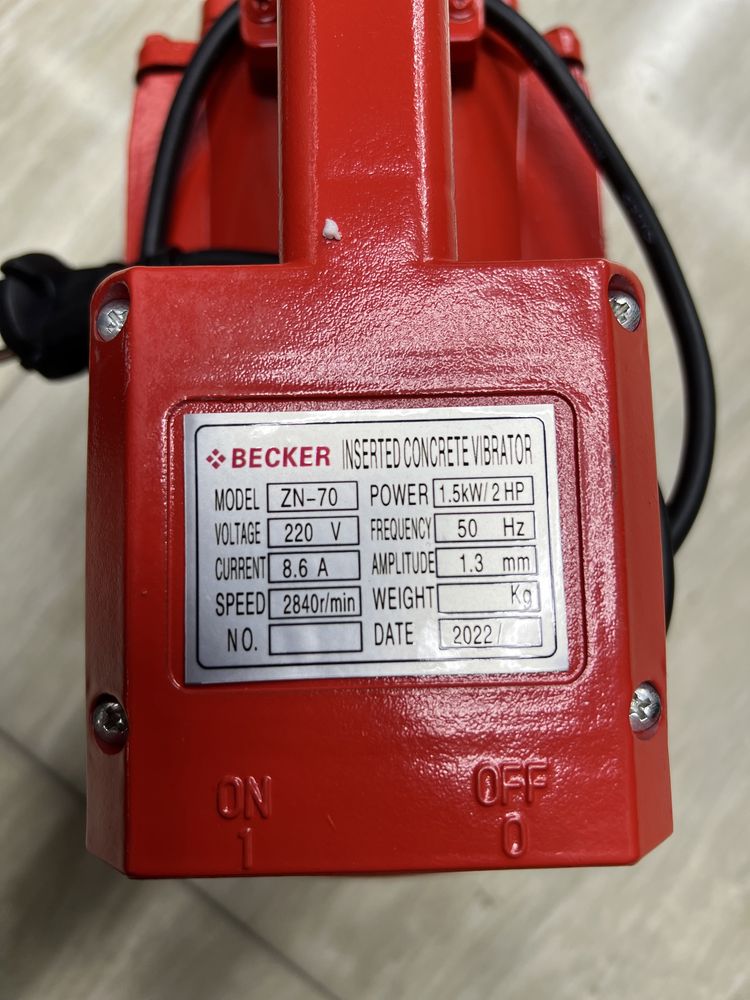 BECKER INSERTED CONCRETE VIBRATOR
MODEL ZN-70 POWER 1.5kW/2HP
VOLTAGE 220 V FREQUENCY 50 Hz
CURRENT 8.6 A AMPLITUDE 1.3 mm
SPEED 2840r/min WEIGHT Kg
NO. DATE 2022/
ON OFF
1 0